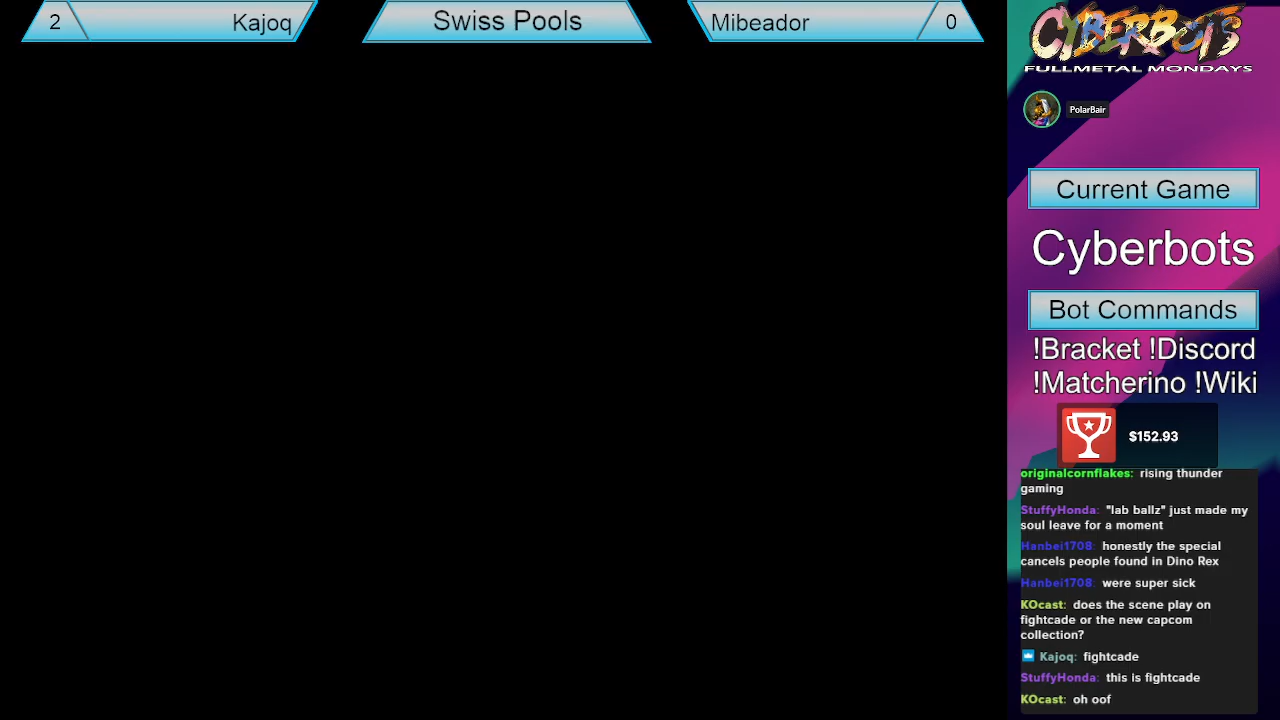 2 Kajoq Swiss Pools Mibeador 0
CYBERBOTS
FULLMETAL MONDAYS
PolarBair
Current Game
Cyberbots
Bot Commands
!Bracket !Discord
!Matcherino !Wiki
$152.93
originalcornflakes: rising thunder
gaming
StuffyHonda: "lab ballz" just made my
soul leave for a moment
Hanbei1708: honestly the special
cancels people found in Dino Rex
Hanbei1708: were super sick
KOcast: does the scene play on
fightcade or the new capcom
collection?
Kajoq: fightcade
StuffyHonda: this is fightcade
KOcast: oh oof